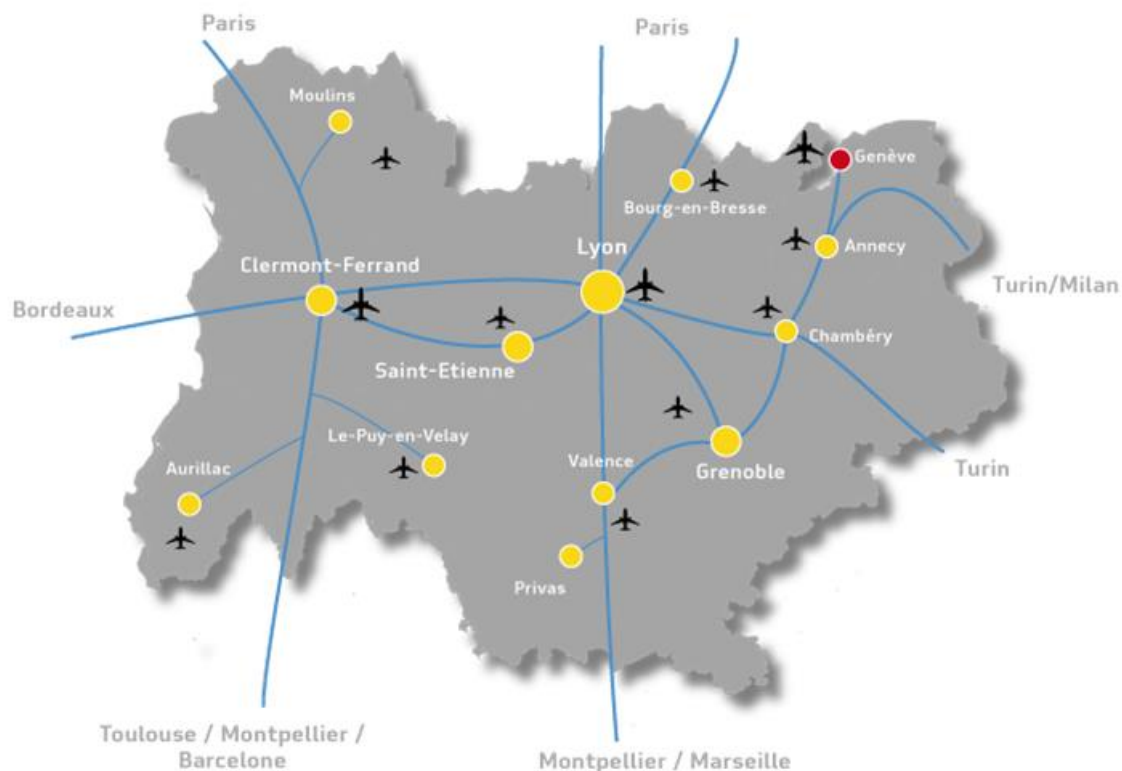 Paris
Paris
Moulins
Genève
Bourg-en-Bresse
Lyon
Annecy
Clermont-Ferrand
Turin/Milan
Bordeaux
Chambéry
Saint-Etienne
Le-Puy-en-Velay
Aurillac
Valence
Grenoble
Turin
Privas
Toulouse / Montpellier /
Barcelone
Montpellier / Marseille